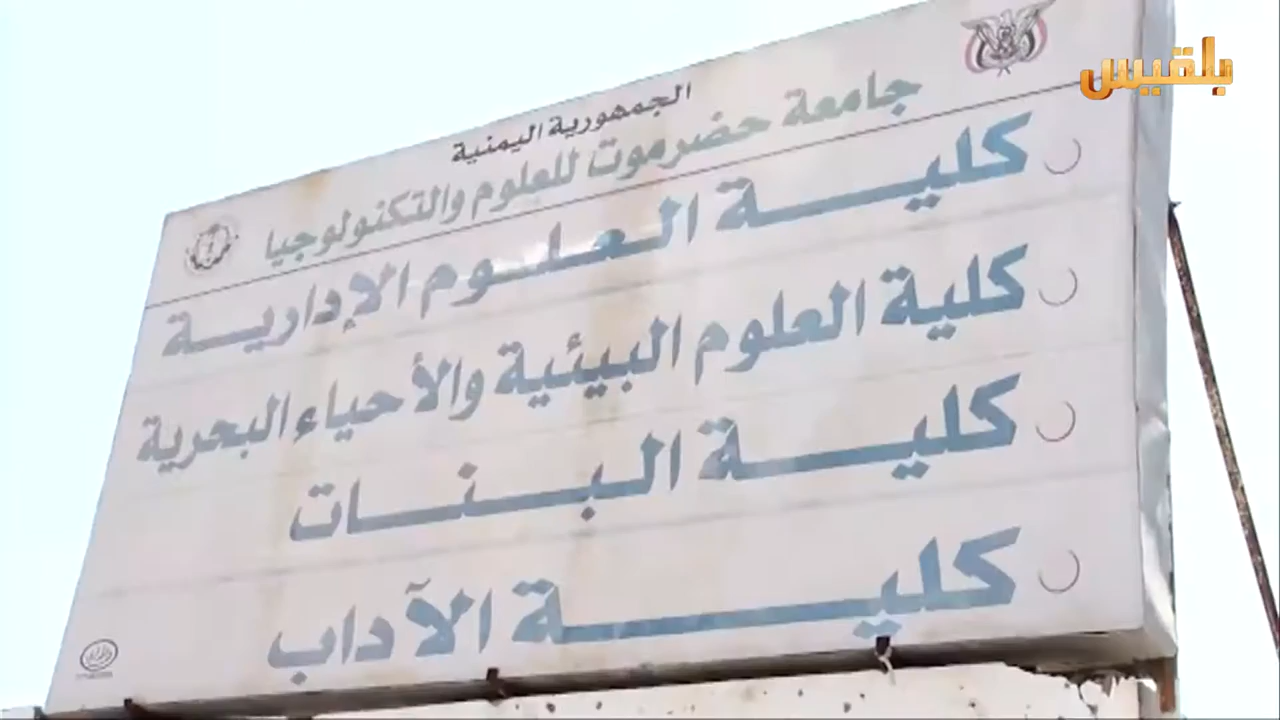 بلقيس
الجمهورية اليمنية
جامعة حضرموت للعلوم والتكنولوجيا
كلية العلوم الإدارية
كلية العلوم البيئية والأحياء البحرية
كلية البنات
كلية الآداب